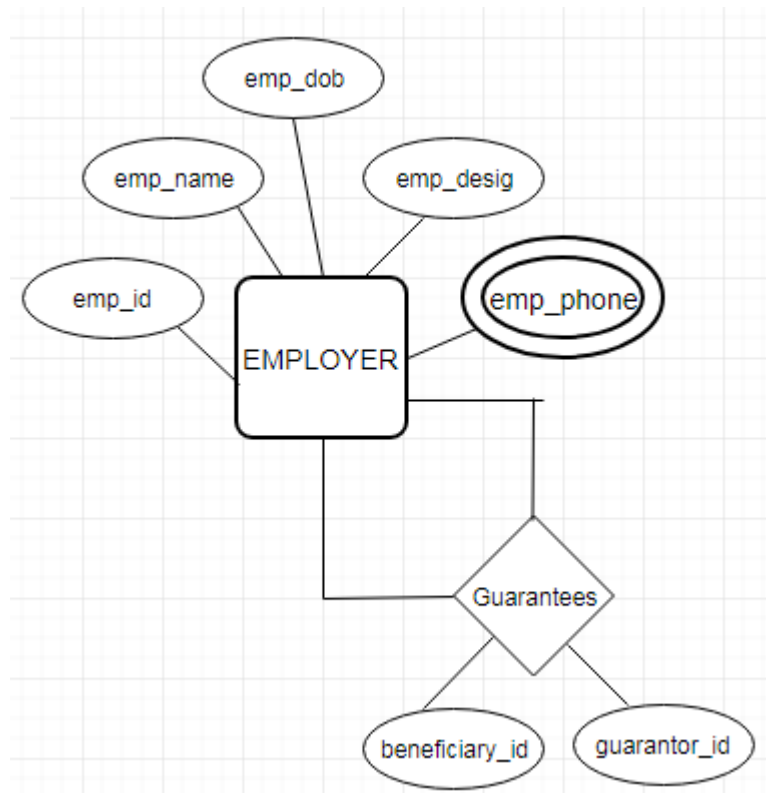 emp_dob
emp_name
emp_desig
emp_id
emp_phone
EMPLOYER
Guarantees
beneficiary_id
guarantor_id